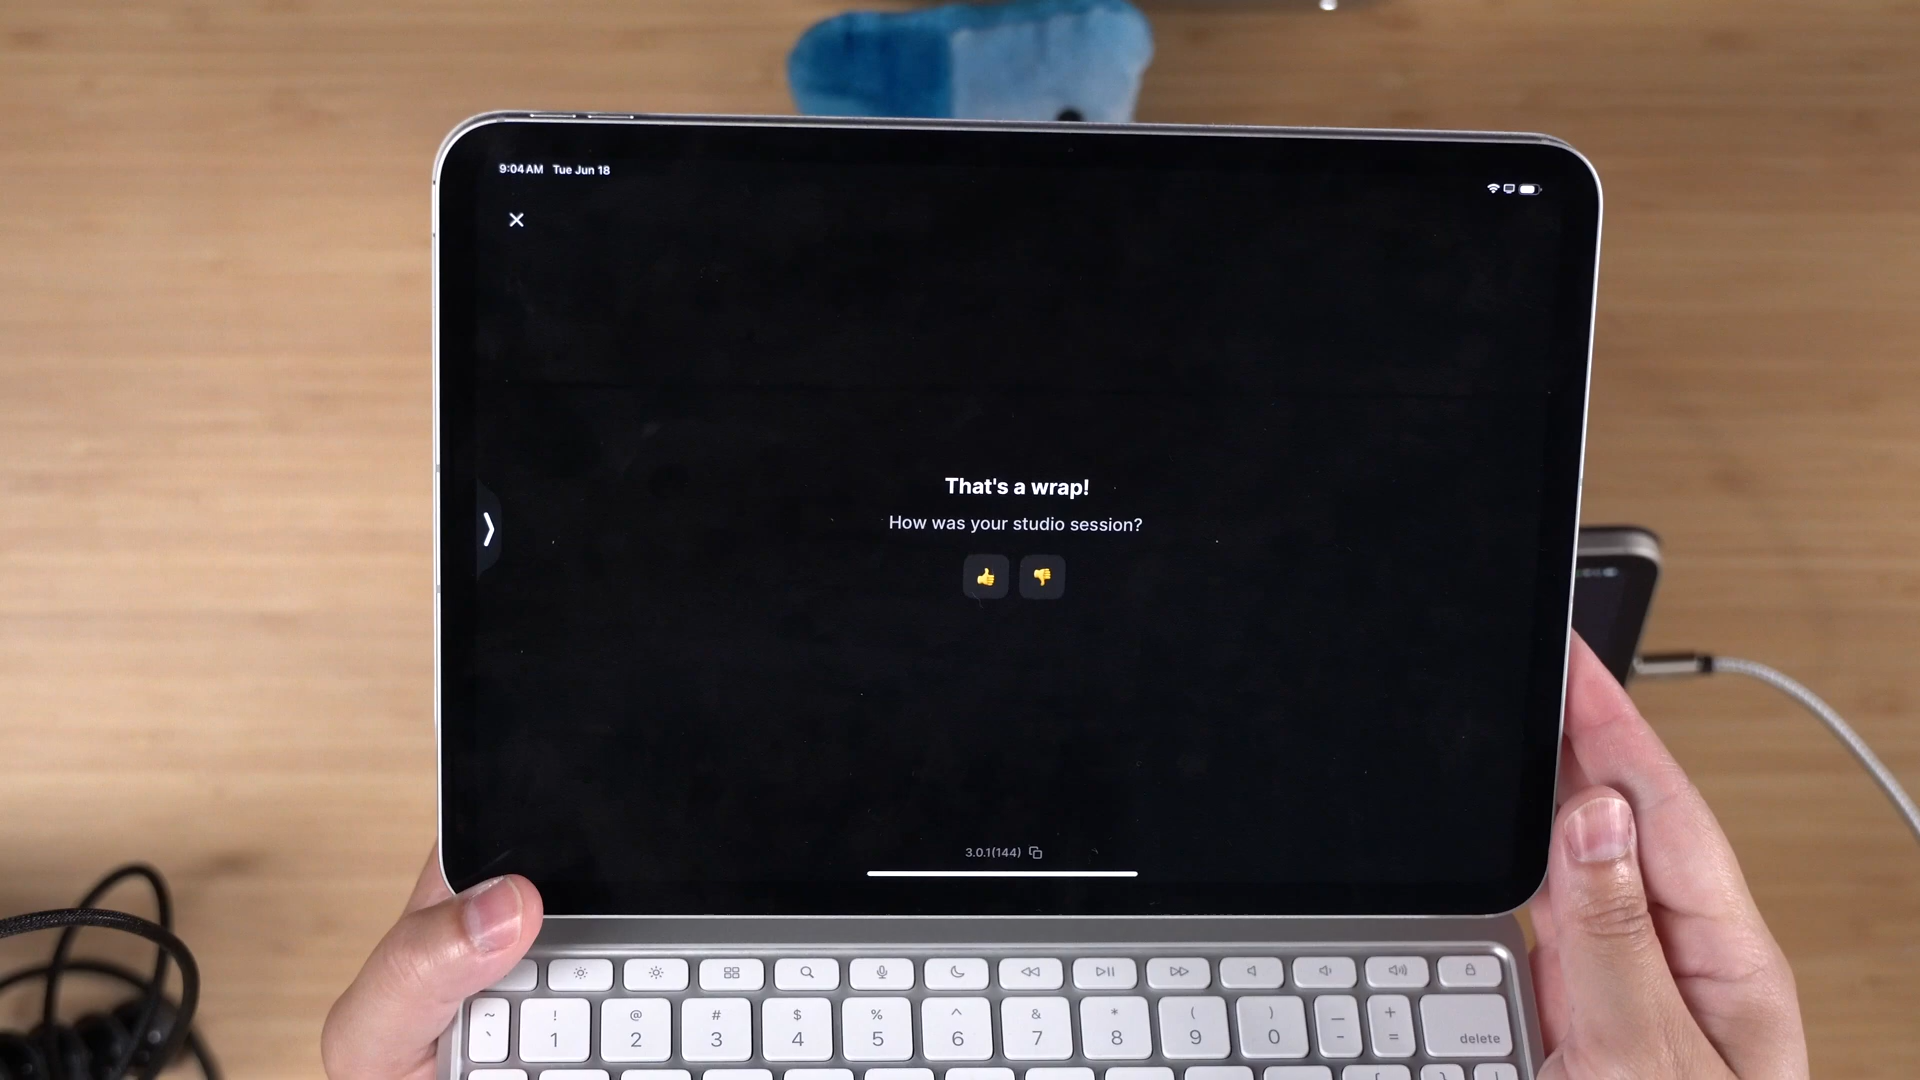 9:04 AM Tue Jun 18
That's a wrap!
How was your studio session?
3.0.1(144)
~ ! @ # $ % ^ & * ( ) — +
` 1 2 3 4 5 6 7 8 9 0 - = delete
{ } |